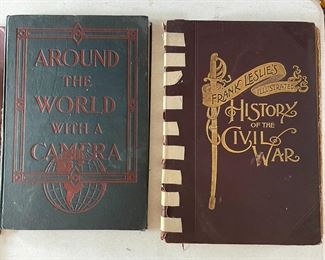 AROUND
THE
WORLD
WITH A
CAMERA
FRANK LESLIE'S
ILLUSTRATED
HISTORY
OF THE
CIVIL
WAR